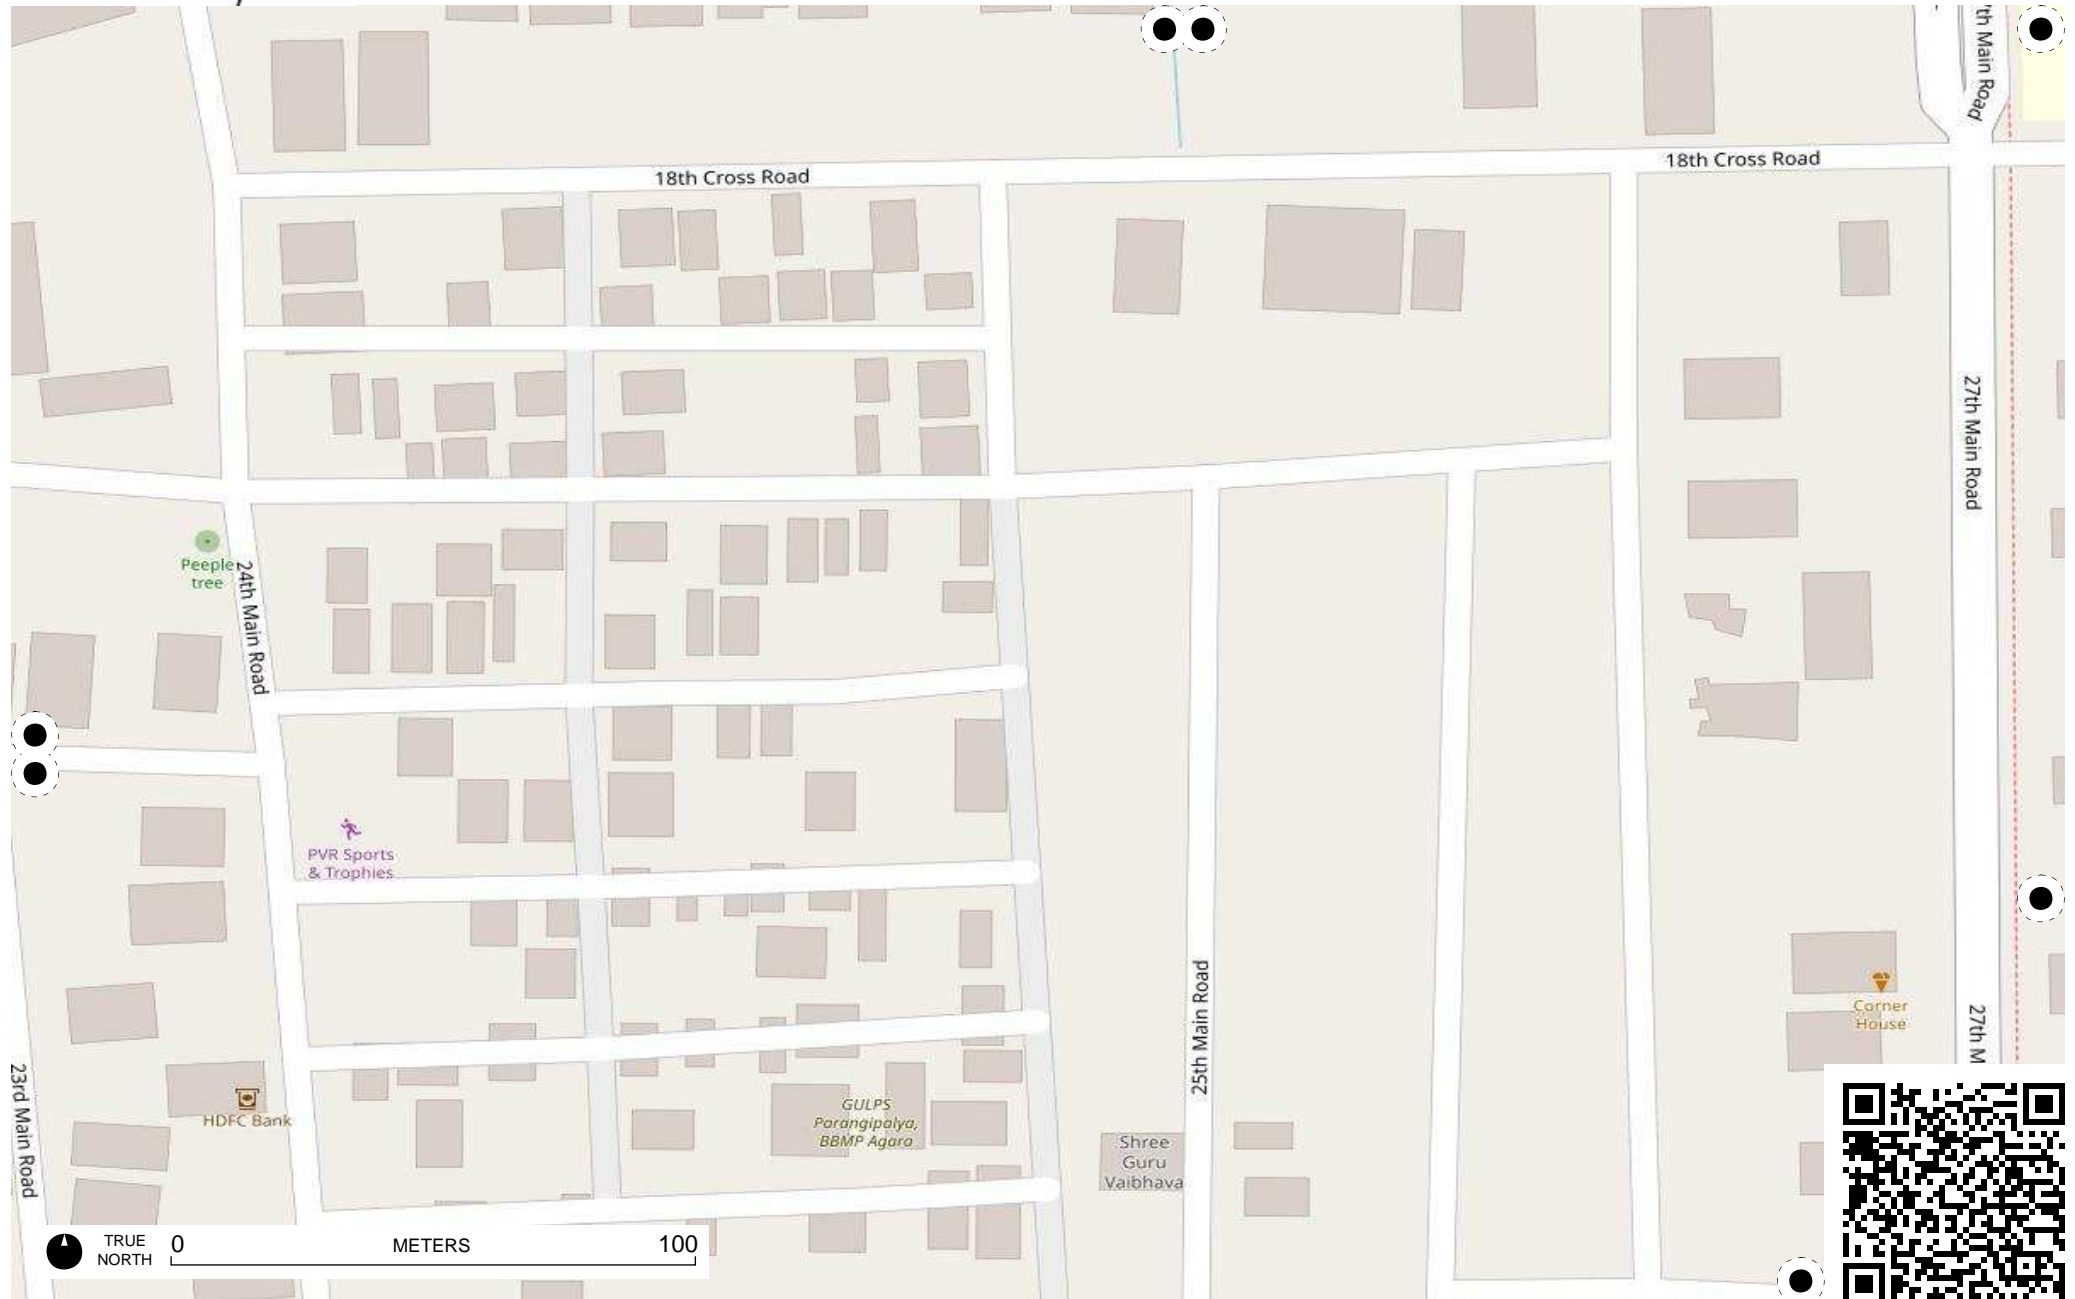 'th Main Road
18th Cross Road
18th Cross Road
27th Main Road
Peeple
tree
24th Main Road
PVR Sports
& Trophies
25th Main Road
Corner
House
27th M
23rd Main Road
HDFC Bank
GULPS
Parangipalya,
BBMP Agara
Shree
Guru
Vaibhava
TRUE
NORTH
0 METERS 100